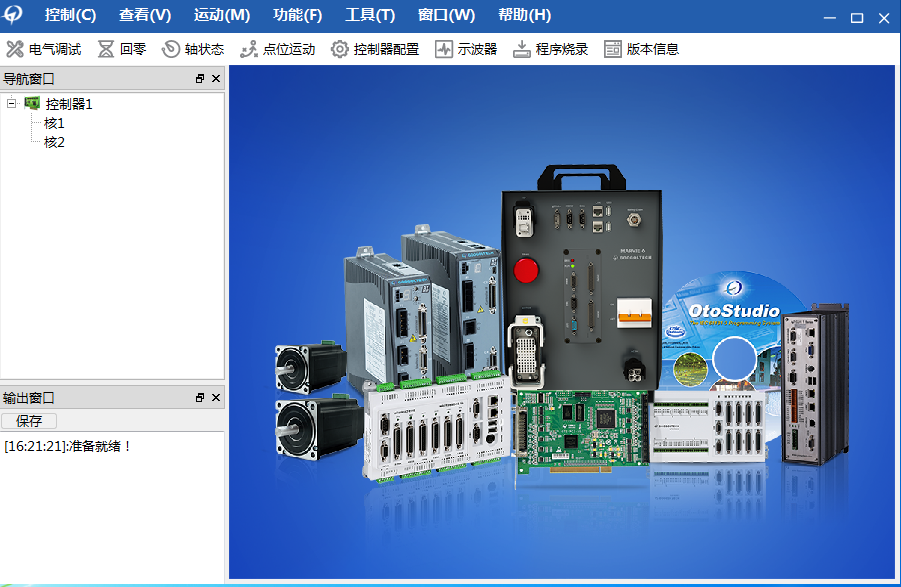 控制(C) 查看(V) 运动(M) 功能(F) 工具(T) 窗口(W) 帮助(H)
电气调试 回零 轴状态 点位运动 控制器配置 示波器 程序烧录 版本信息
导航窗口
控制器1
核1
核2
输出窗口
保存
[16:21:21]:准备就绪！
OtoStudio